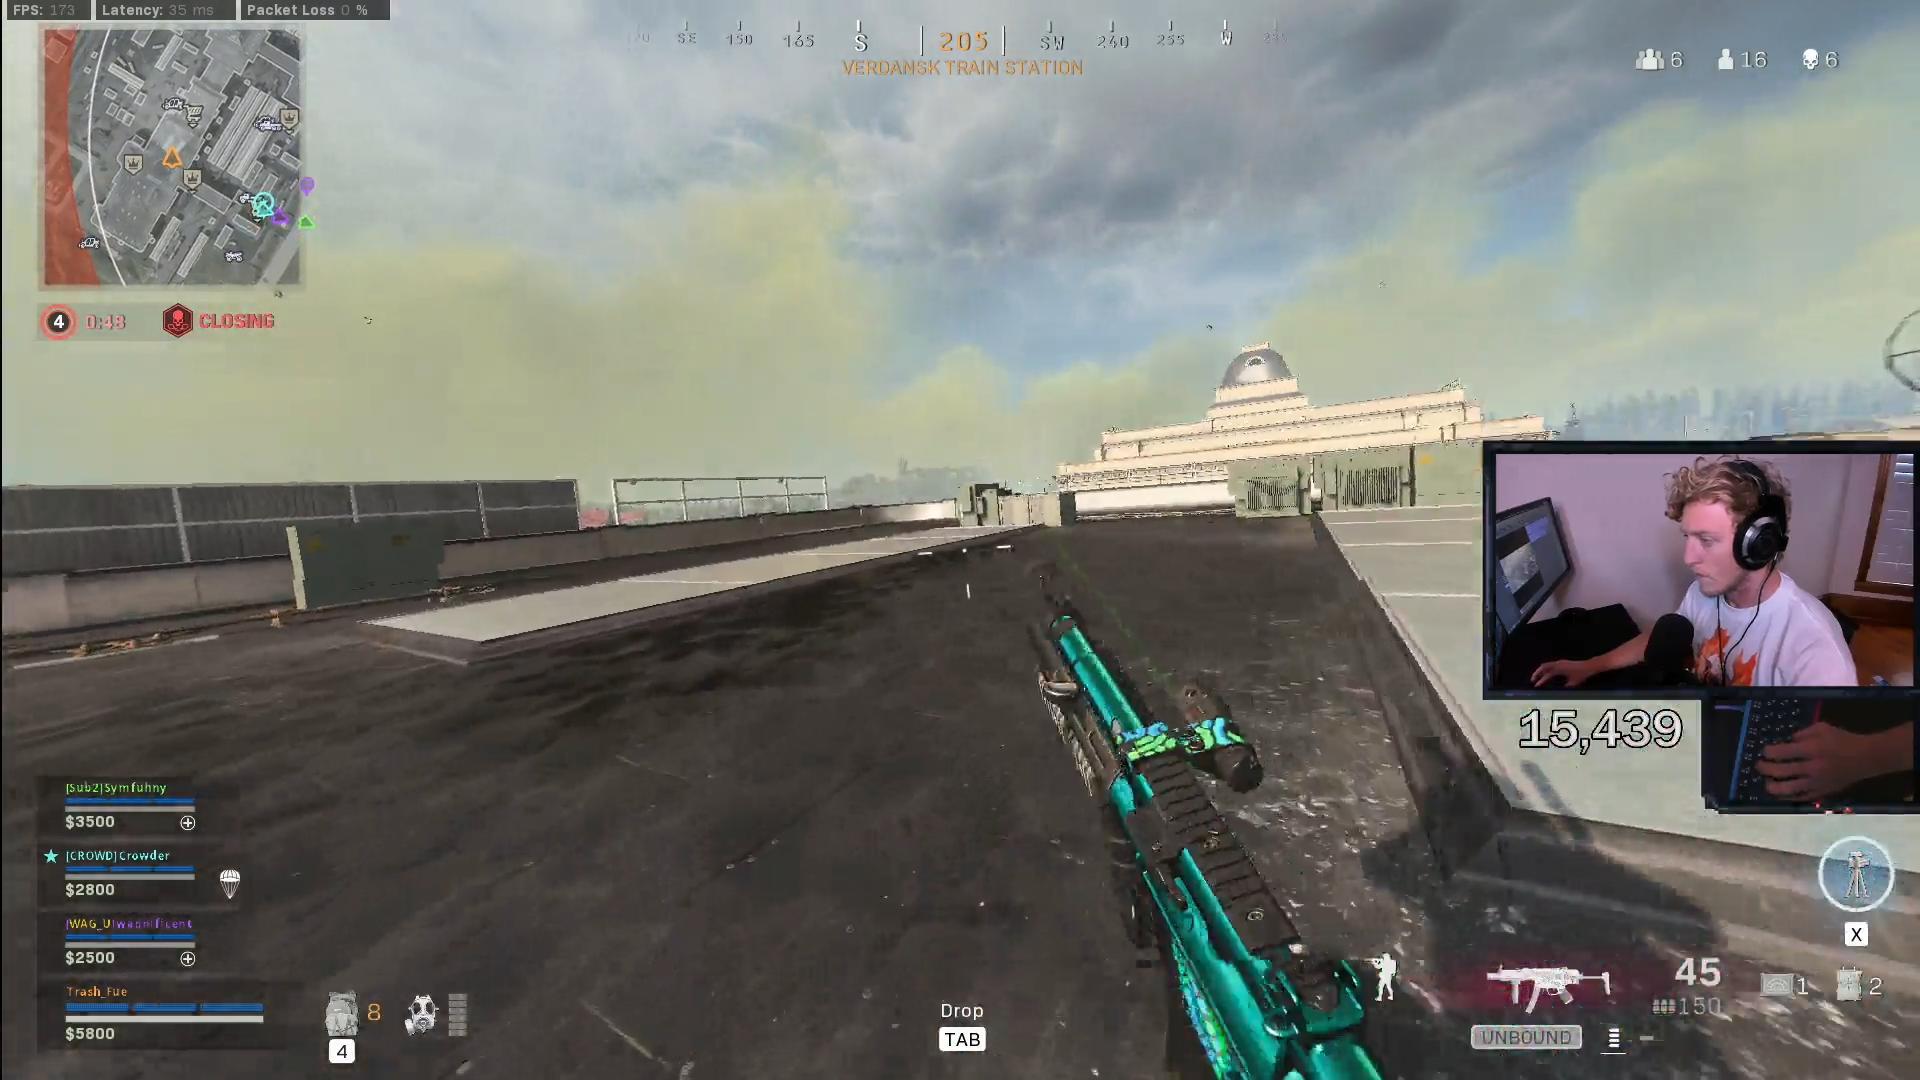 FPS: 173 Latency: 35 ms Packet Loss 0 %
SE 150 165 S 205 SW 240 255 W
VERDANSK TRAIN STATION
6 16 6
4 0:48 CLOSING
15,439
[Sub2]Symfuhny
$3500
[CROWD]Crowder
$2800
$2500
Trash_Fue
$5800
8
4
Drop
TAB
X
45
150
1 2
UNBOUND